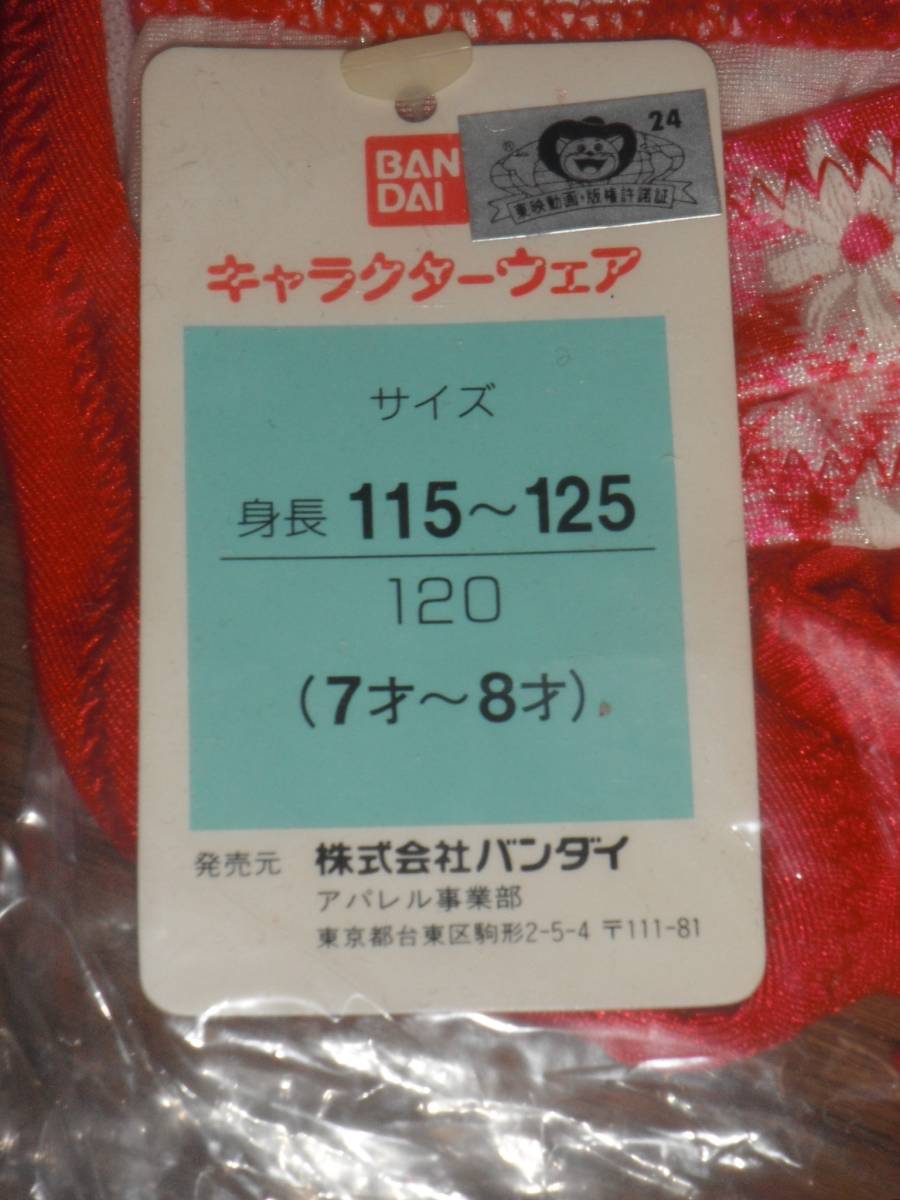 BAN
DAI
24
®
東映動画・版権許諾証
キャラクターウェア
サイズ
身長 115～125
120
(7才～8才)
発売元 株式会社バンダイ
アパレル事業部
東京都台東区駒形2-5-4 〒111-81